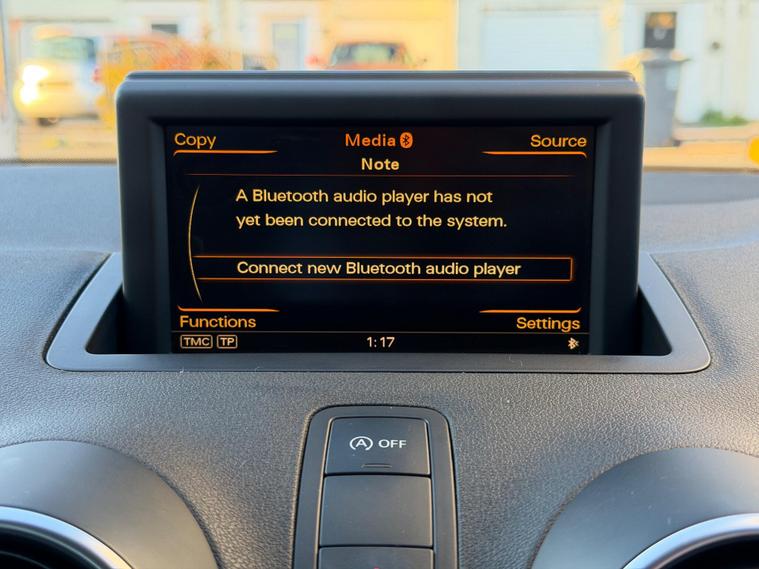 Copy
Media
Source
Note
A Bluetooth audio player has not
yet been connected to the system.
Connect new Bluetooth audio player
Functions
Settings
TMC TP
1:17
A OFF